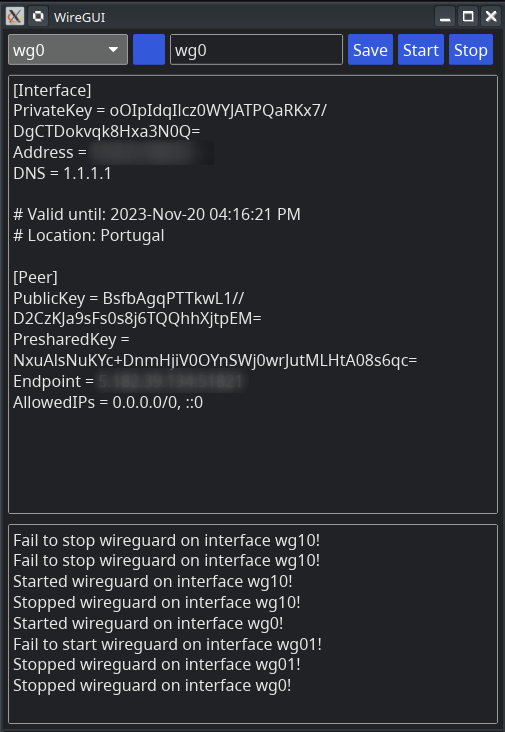 WireGUI
wg0 wg0 Save Start Stop
[Interface]
PrivateKey = oOIpIdqIlcz0WYJATPQaRKx7/
DgCTDokvqk8Hxa3N0Q=
Address =
DNS = 1.1.1.1
# Valid until: 2023-Nov-20 04:16:21 PM
# Location: Portugal
[Peer]
PublicKey = BsfbAgqPTTkwL1//
D2CzKJa9sFs0s8j6TQQhhXjtpEM=
PresharedKey =
NxuAlsNuKYc+DnmHjiV0OYnSWj0wrJutMLHtA08s6qc=
Endpoint =
AllowedIPs = 0.0.0.0/0, ::0
Fail to stop wireguard on interface wg10!
Fail to stop wireguard on interface wg10!
Started wireguard on interface wg10!
Stopped wireguard on interface wg10!
Started wireguard on interface wg0!
Fail to start wireguard on interface wg01!
Stopped wireguard on interface wg01!
Stopped wireguard on interface wg0!